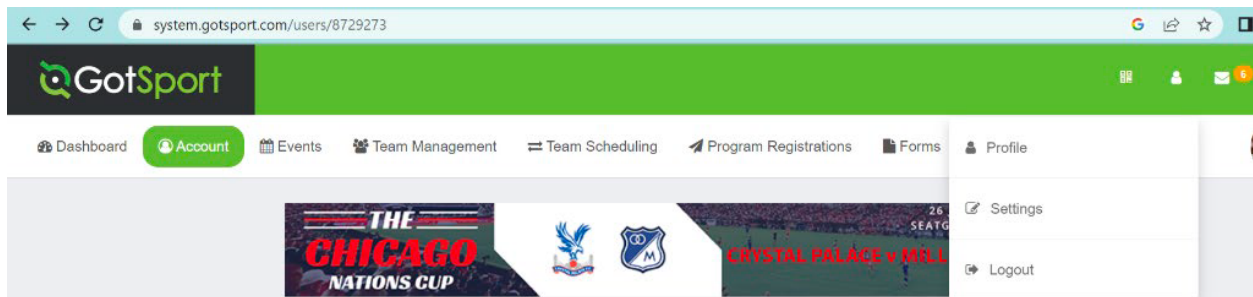 system.gotsport.com/users/8729273
GotSport
6
Dashboard Account Events Team Management Team Scheduling Program Registrations Forms Profile
Settings
Logout
THE
CHICAGO
NATIONS CUP
M
26
SEATG
CRYSTAL PALACE v MILL